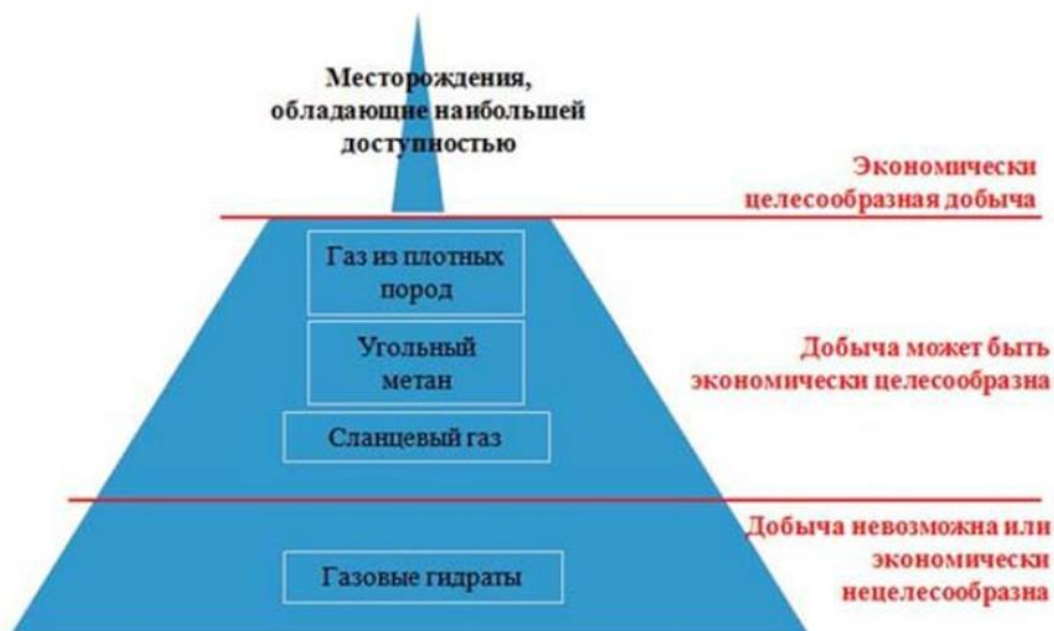 Месторождения,
обладающие наибольшей
доступностью
Экономически
целесообразная добыча
Газ из плотных
пород
Угольный
метан
Добыча может быть
экономически целесообразна
Сланцевый газ
Добыча невозможна или
экономически
нецелесообразна
Газовые гидраты